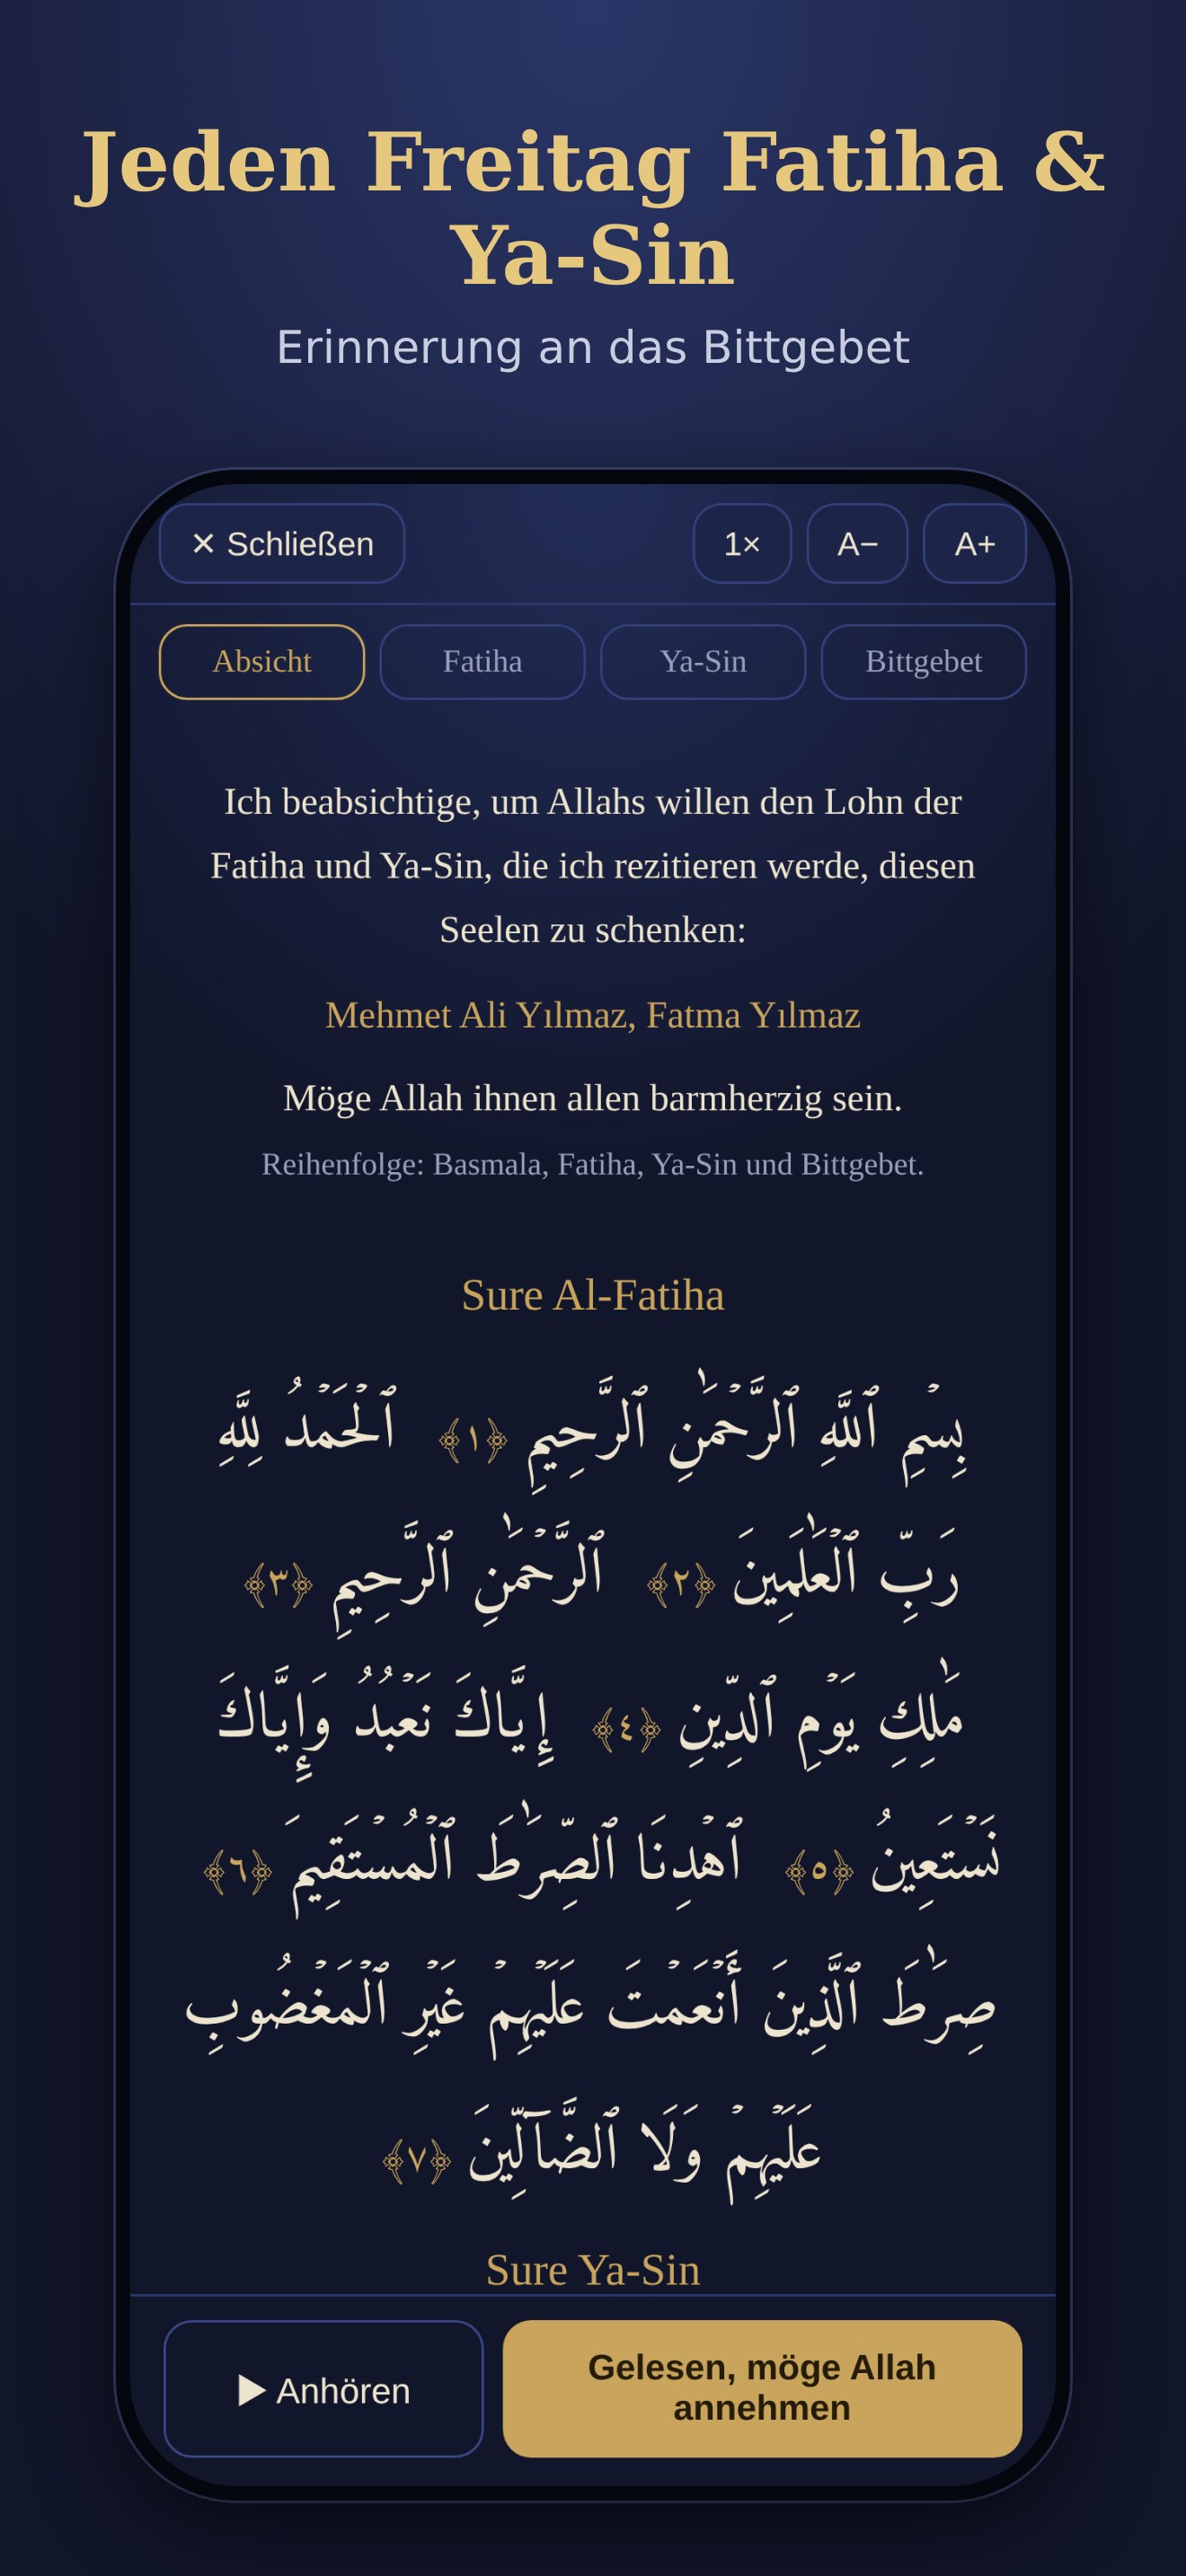 Jeden Freitag Fatiha &
Ya-Sin
Erinnerung an das Bittgebet
✕ Schließen
1×
A−
A+
Absicht
Fatiha
Ya-Sin
Bittgebet
Ich beabsichtige, um Allahs willen den Lohn der
Fatiha und Ya-Sin, die ich rezitieren werde, diesen
Seelen zu schenken:
Mehmet Ali Yılmaz, Fatma Yılmaz
Möge Allah ihnen allen barmherzig sein.
Reihenfolge: Basmala, Fatiha, Ya-Sin und Bittgebet.
Sure Al-Fatiha
بِسۡمِ ٱللَّهِ ٱلرَّحۡمَٰنِ ٱلرَّحِيمِ ﴿١﴾ ٱلۡحَمۡدُ لِلَّهِ
رَبِّ ٱلۡعَٰلَمِينَ ﴿٢﴾ ٱلرَّحۡمَٰنِ ٱلرَّحِيمِ ﴿٣﴾
مَٰلِكِ يَوۡمِ ٱلدِّينِ ﴿٤﴾ إِيَّاكَ نَعۡبُدُ وَإِيَّاكَ
نَسۡتَعِينُ ﴿٥﴾ ٱهۡدِنَا ٱلصِّرَٰطَ ٱلۡمُسۡتَقِيمَ ﴿٦﴾
صِرَٰطَ ٱلَّذِينَ أَنۡعَمۡتَ عَلَيۡهِمۡ غَيۡرِ ٱلۡمَغۡضُوبِ
عَلَيۡهِمۡ وَلَا ٱلضَّآلِّينَ ﴿٧﴾
Sure Ya-Sin
▶ Anhören
Gelesen, möge Allah
annehmen